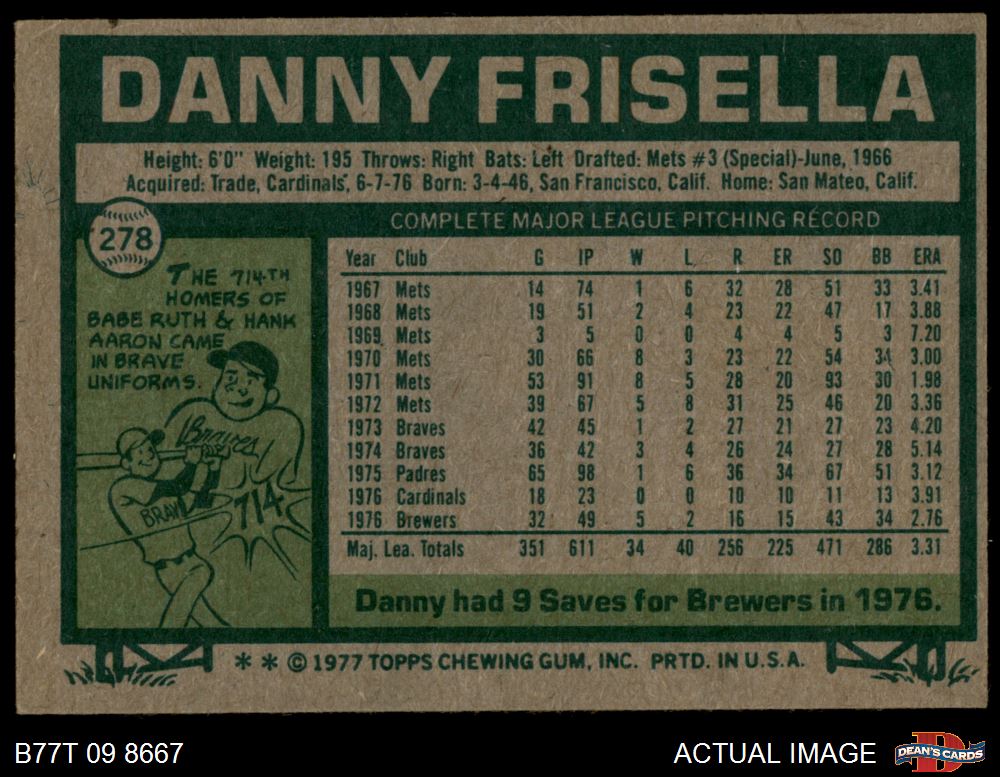 DANNY FRISELLA
Height: 6'0" Weight: 195 Throws: Right Bats: Left Drafted: Mets #3 (Special)-June, 1966
Acquired: Trade, Cardinals, 6-7-76 Born: 3-4-46, San Francisco, Calif. Home: San Mateo, Calif.
278
THE 714TH
HOMERS OF
BABE RUTH & HANK
AARON CAME
IN BRAVE
UNIFORMS.
Braves
BRAV
714
COMPLETE MAJOR LEAGUE PITCHING RECORD
Year Club G IP W L R ER SO BB ERA
1967 Mets 14 74 1 6 32 28 51 33 3.41
1968 Mets 19 51 2 4 23 22 47 17 3.88
1969 Mets 3 5 0 0 4 4 5 3 7.20
1970 Mets 30 66 8 3 23 22 54 34 3.00
1971 Mets 53 91 8 5 28 20 93 30 1.98
1972 Mets 39 67 5 8 31 25 46 20 3.36
1973 Braves 42 45 1 2 27 21 27 23 4.20
1974 Braves 36 42 3 4 26 24 27 28 5.14
1975 Padres 65 98 1 6 36 34 67 51 3.12
1976 Cardinals 18 23 0 0 10 10 11 13 3.91
1976 Brewers 32 49 5 2 16 15 43 34 2.76
Maj. Lea. Totals 351 611 34 40 256 225 471 286 3.31
Danny had 9 Saves for Brewers in 1976.
* * © 1977 TOPPS CHEWING GUM, INC. PRTD. IN U.S.A.
B77T 09 8667
ACTUAL IMAGE
D
DEAN'S CARDS